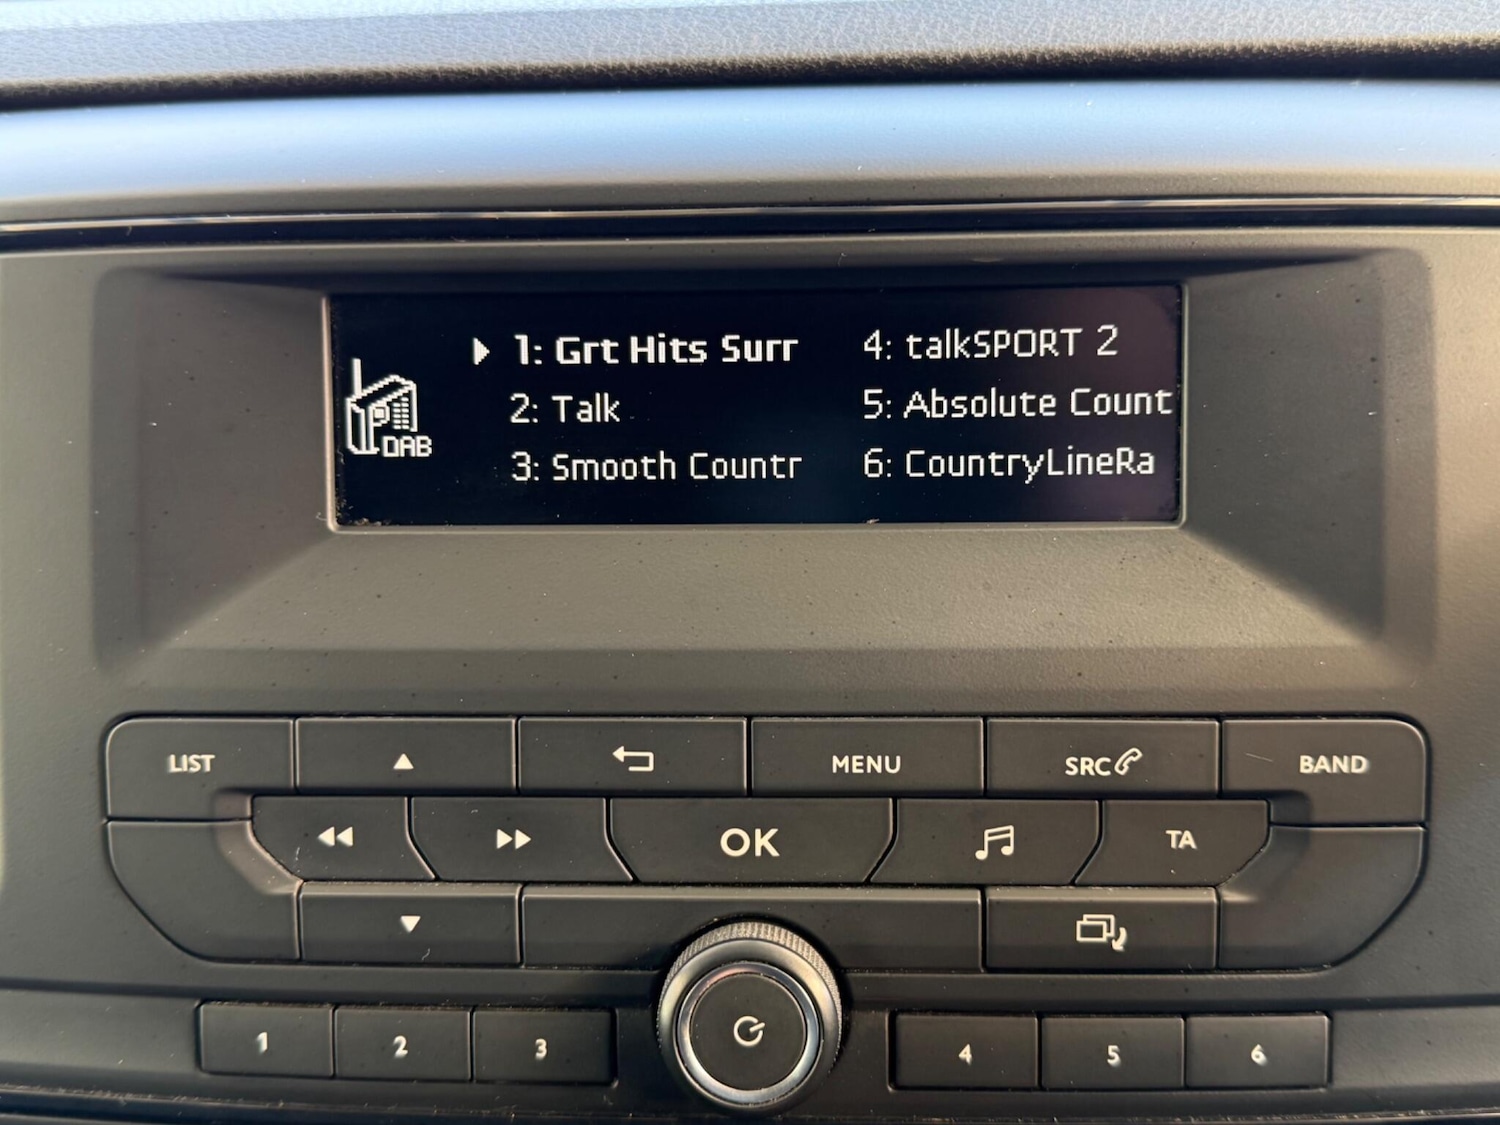 1: Grt Hits Surr
2: Talk
3: Smooth Countr
4: talkSPORT 2
5: Absolute Count
6: CountryLineRa
DAB
LIST
MENU
SRC
BAND
OK
TA
1
2
3
4
5
6